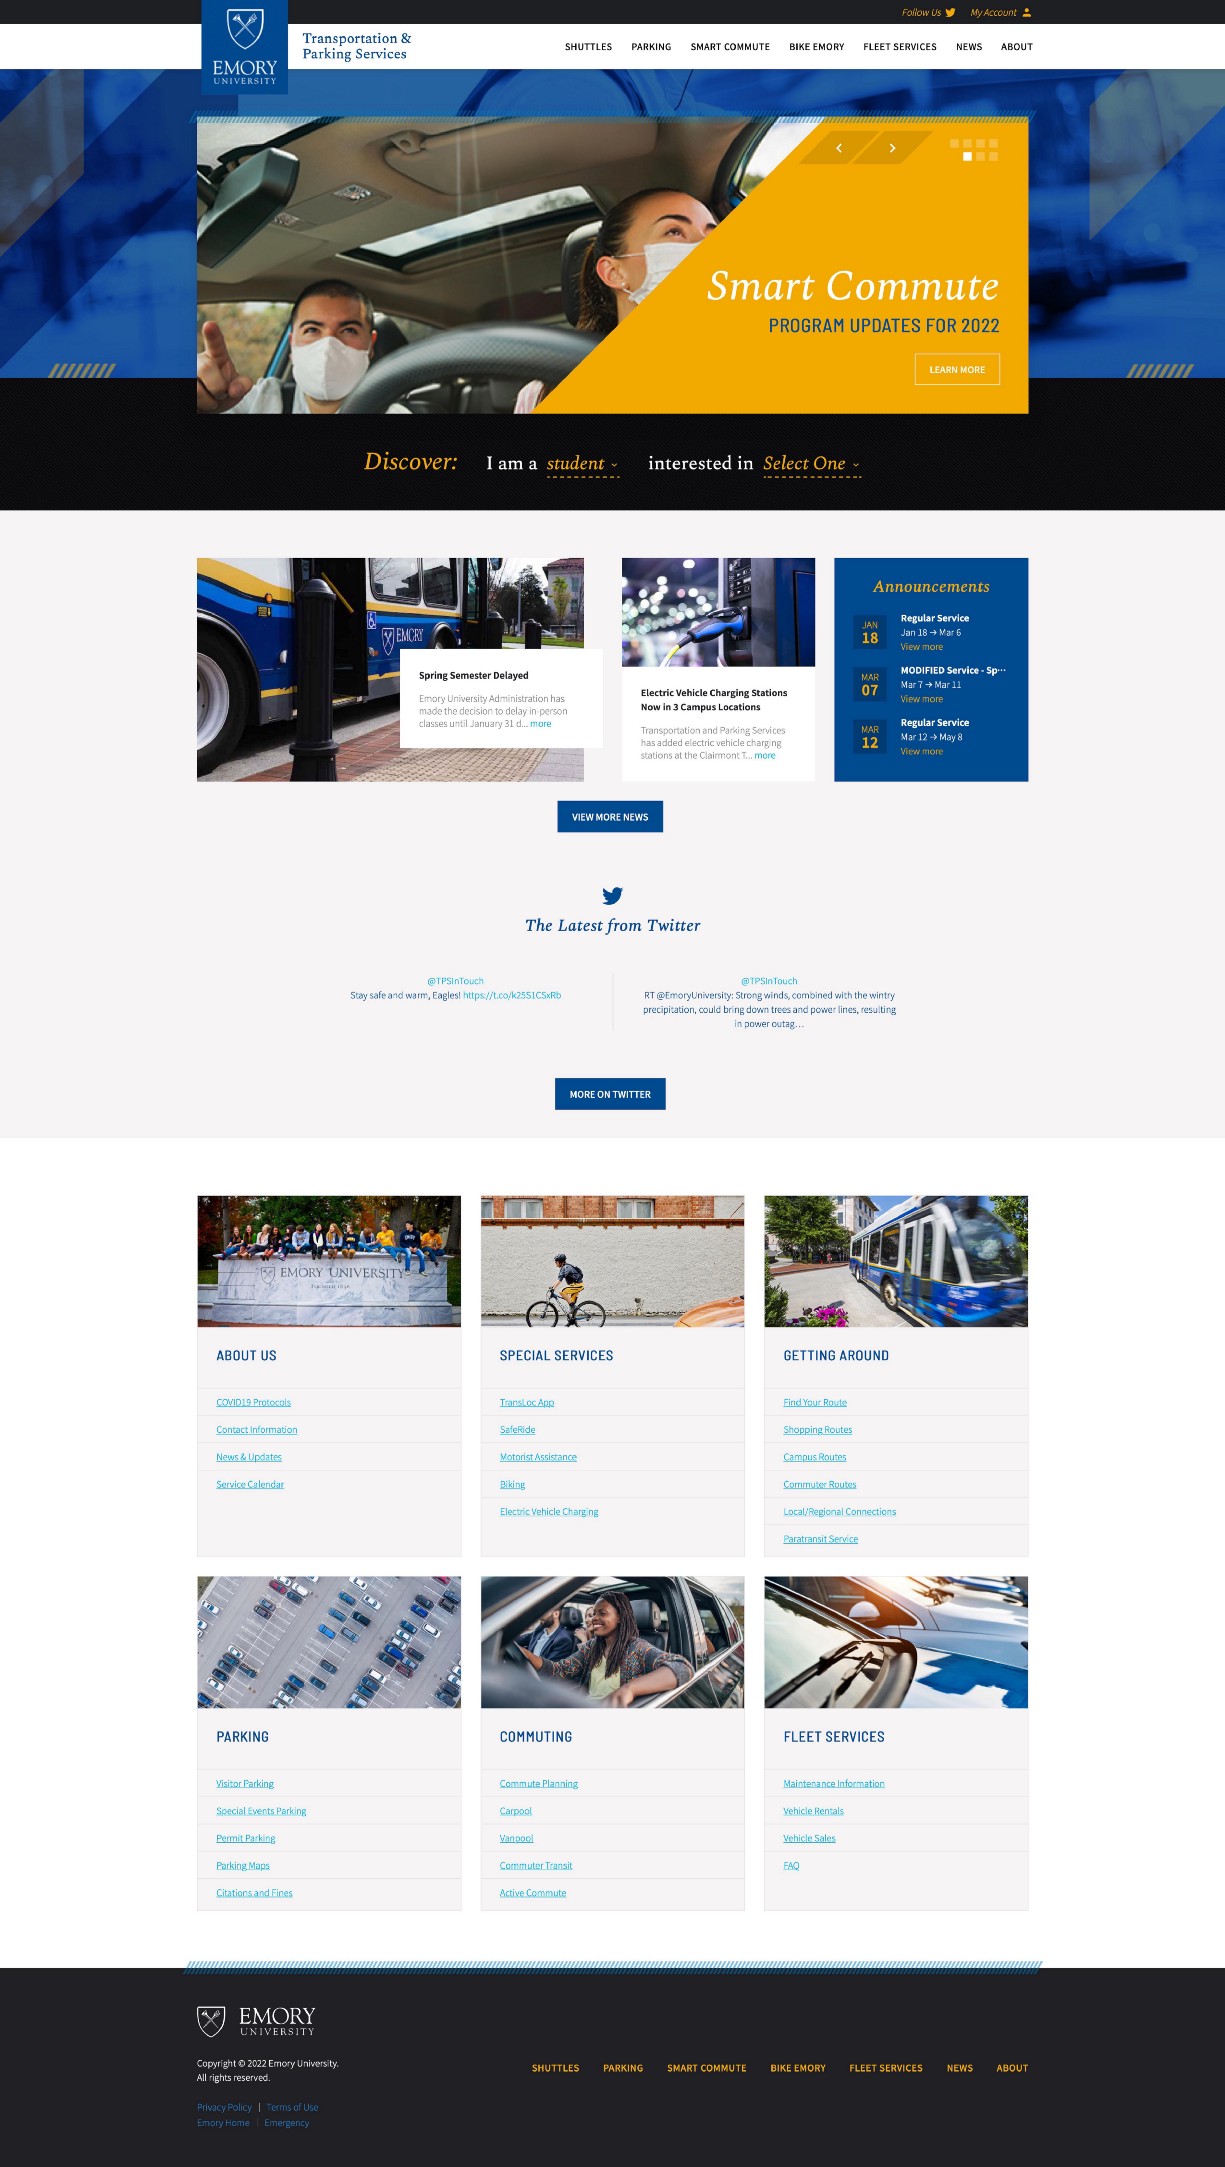 Follow Us
My Account
EMORY
UNIVERSITY
Transportation &
Parking Services
SHUTTLES PARKING SMART COMMUTE BIKE EMORY FLEET SERVICES NEWS ABOUT
Smart Commute
PROGRAM UPDATES FOR 2022
LEARN MORE
Discover: I am a student interested in Select One
EMORY
Spring Semester Delayed
Emory University Administration has
made the decision to delay in-person
classes until January 31 d... more
Electric Vehicle Charging Stations
Now in 3 Campus Locations
Transportation and Parking Services
has added electric vehicle charging
stations at the Clairmont T... more
Announcements
JAN
18
Regular Service
Jan 18 → Mar 6
View more
MAR
07
MODIFIED Service - Sp···
Mar 7 → Mar 11
View more
MAR
12
Regular Service
Mar 12 → May 8
View more
VIEW MORE NEWS
The Latest from Twitter
@TPSInTouch
Stay safe and warm, Eagles! https://t.co/k25S1CSxRb
@TPSInTouch
RT @EmoryUniversity: Strong winds, combined with the wintry
precipitation, could bring down trees and power lines, resulting
in power outag…
MORE ON TWITTER
EMORY UNIVERSITY
ABOUT US
COVID19 Protocols
Contact Information
News & Updates
Service Calendar
SPECIAL SERVICES
TransLoc App
SafeRide
Motorist Assistance
Biking
Electric Vehicle Charging
GETTING AROUND
Find Your Route
Shopping Routes
Campus Routes
Commuter Routes
Local/Regional Connections
Paratransit Service
PARKING
Visitor Parking
Special Events Parking
Permit Parking
Parking Maps
Citations and Fines
COMMUTING
Commute Planning
Carpool
Vanpool
Commuter Transit
Active Commute
FLEET SERVICES
Maintenance Information
Vehicle Rentals
Vehicle Sales
FAQ
EMORY
UNIVERSITY
Copyright © 2022 Emory University.
All rights reserved.
Privacy Policy | Terms of Use
Emory Home | Emergency
SHUTTLES PARKING SMART COMMUTE BIKE EMORY FLEET SERVICES NEWS ABOUT